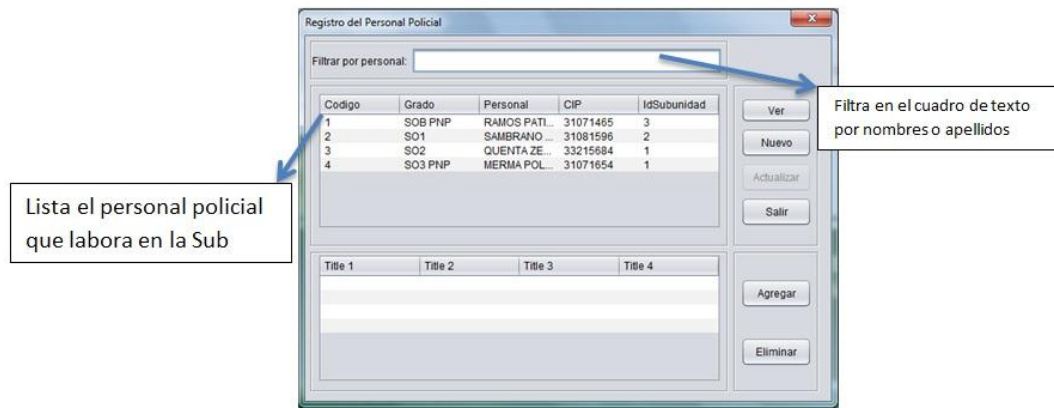 Registro del Personal Policial
Filtrar por personal:
Codigo Grado Personal CIP IdSubunidad
1 SOB PNP RAMOS PATI... 31071465 3
2 SO1 SAMBRANO ... 31081596 2
3 SO2 QUENTA ZE... 33215684 1
4 SO3 PNP MERMA POL... 31071654 1
Ver
Nuevo
Actualizar
Salir
Filtra en el cuadro de texto
por nombres o apellidos
Lista el personal policial
que labora en la Sub
Title 1 Title 2 Title 3 Title 4
Agregar
Eliminar